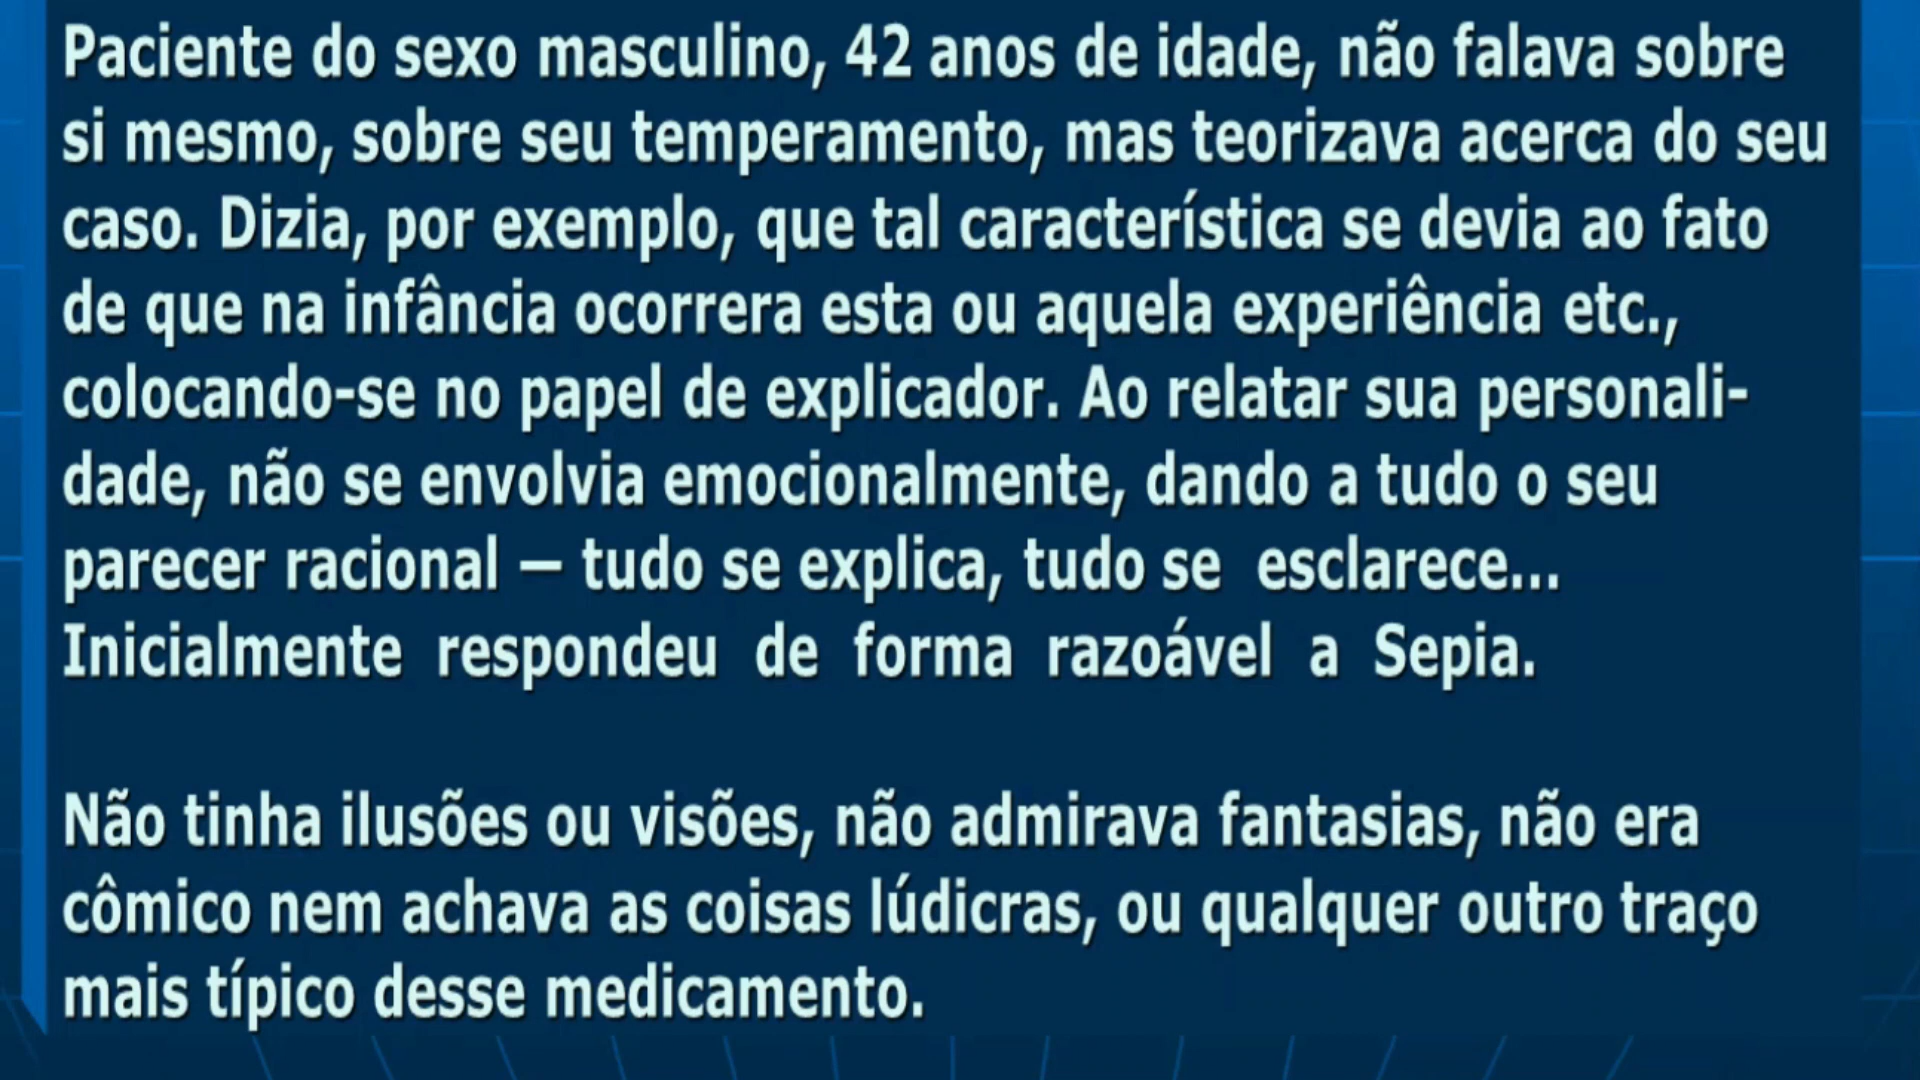 Paciente do sexo masculino, 42 anos de idade, não falava sobre
si mesmo, sobre seu temperamento, mas teorizava acerca do seu
caso. Dizia, por exemplo, que tal característica se devia ao fato
de que na infância ocorrera esta ou aquela experiência etc.,
colocando-se no papel de explicador. Ao relatar sua personali-
dade, não se envolvia emocionalmente, dando a tudo o seu
parecer racional — tudo se explica, tudo se esclarece...
Inicialmente respondeu de forma razoável a Sepia.
Não tinha ilusões ou visões, não admirava fantasias, não era
cômico nem achava as coisas lúdicras, ou qualquer outro traço
mais típico desse medicamento.